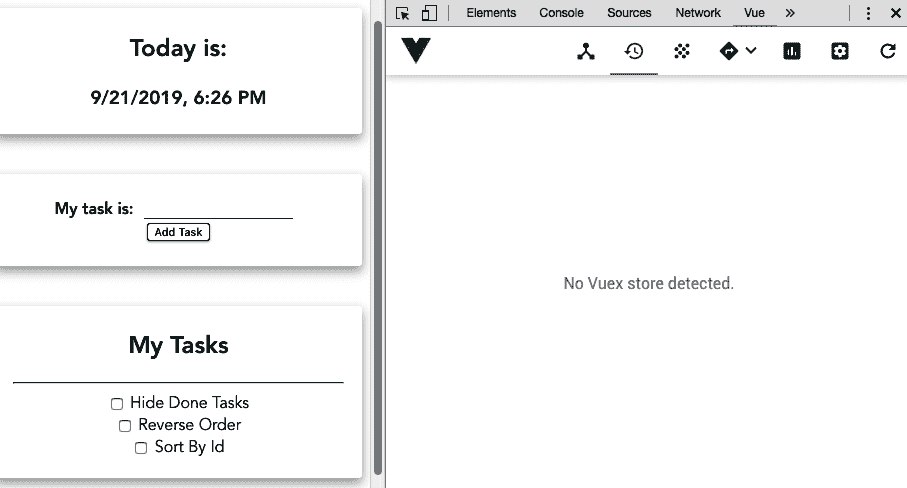 Today is:
9/21/2019, 6:26 PM
My task is:
Add Task
My Tasks
Hide Done Tasks
Reverse Order
Sort By Id
Elements Console Sources Network Vue »
No Vuex store detected.